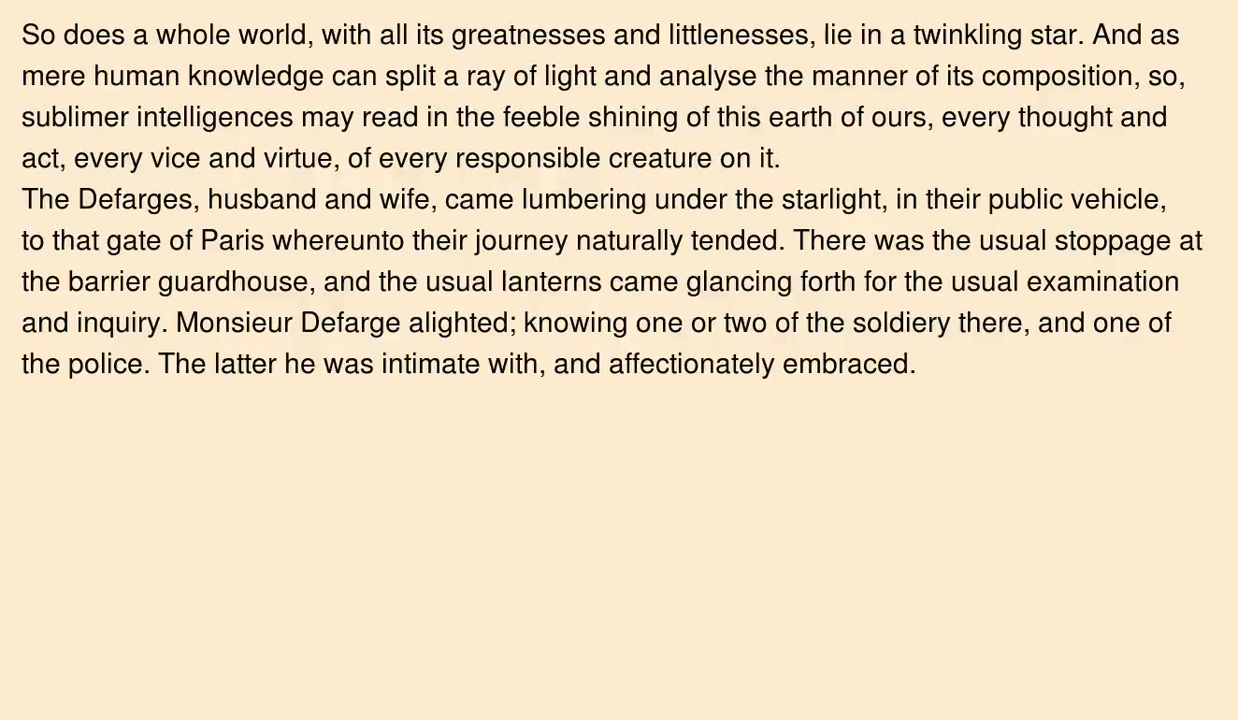 So does a whole world, with all its greatnesses and littlenesses, lie in a twinkling star. And as
mere human knowledge can split a ray of light and analyse the manner of its composition, so,
sublimer intelligences may read in the feeble shining of this earth of ours, every thought and
act, every vice and virtue, of every responsible creature on it.
The Defarges, husband and wife, came lumbering under the starlight, in their public vehicle,
to that gate of Paris whereunto their journey naturally tended. There was the usual stoppage at
the barrier guardhouse, and the usual lanterns came glancing forth for the usual examination
and inquiry. Monsieur Defarge alighted; knowing one or two of the soldiery there, and one of
the police. The latter he was intimate with, and affectionately embraced.